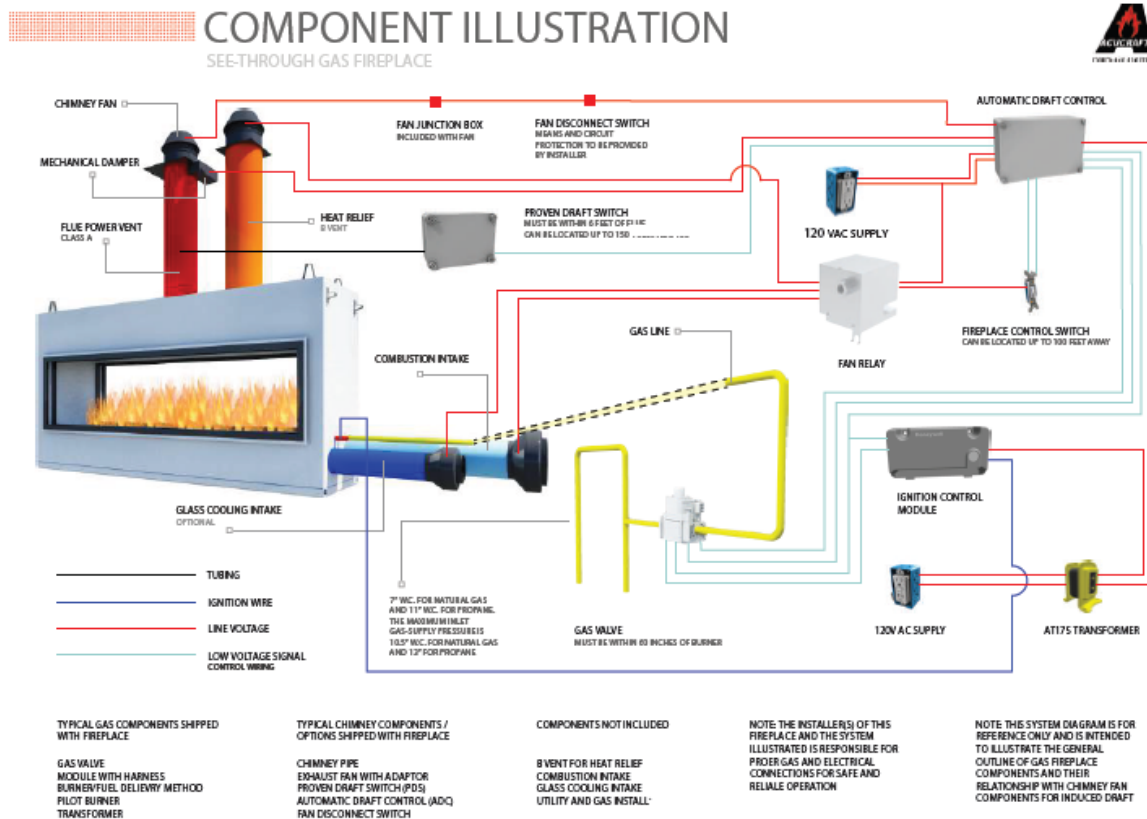 COMPONENT ILLUSTRATION
SEE-THROUGH GAS FIREPLACE
ACUCRAFT
CHIMNEY FAN
MECHANICAL DAMPER
FLUE POWER VENT
CLASS A
HEAT RELIEF
B VENT
FAN JUNCTION BOX
INCLUDED WITH FAN
FAN DISCONNECT SWITCH
MEANS AND CIRCUIT
PROTECTION TO BE PROVIDED
BY INSTALLER
AUTOMATIC DRAFT CONTROL
PROVEN DRAFT SWITCH
MUST BE WITHIN 6 FEET OF FLUE
CAN BE LOCATED UP TO 150
120 VAC SUPPLY
FAN RELAY
FIREPLACE CONTROL SWITCH
CAN BE LOCATED UP TO 100 FEET AWAY
GAS LINE
COMBUSTION INTAKE
GLASS COOLING INTAKE
OPTIONAL
Honeywell
IGNITION CONTROL
MODULE
TUBING
IGNITION WIRE
LINE VOLTAGE
LOW VOLTAGE SIGNAL
CONTROL WIRING
7" W.C. FOR NATURAL GAS
AND 11" W.C. FOR PROPANE.
THE MAXIMUM INLET
GAS-SUPPLY PRESSURE IS
10.5" W.C. FOR NATURAL GAS
AND 13" FOR PROPANE
GAS VALVE
MUST BE WITHIN 60 INCHES OF BURNER
120V AC SUPPLY
AT175 TRANSFORMER
TYPICAL GAS COMPONENTS SHIPPED
WITH FIREPLACE
GAS VALVE
MODULE WITH HARNESS
BURNER/FUEL DELIEVRY METHOD
PILOT BURNER
TRANSFORMER
TYPICAL CHIMNEY COMPONENTS /
OPTIONS SHIPPED WITH FIREPLACE
CHIMNEY PIPE
EXHAUST FAN WITH ADAPTOR
PROVEN DRAFT SWITCH (PDS)
AUTOMATIC DRAFT CONTROL (ADC)
FAN DISCONNECT SWITCH
COMPONENTS NOT INCLUDED
B VENT FOR HEAT RELIEF
COMBUSTION INTAKE
GLASS COOLING INTAKE
UTILITY AND GAS INSTALL
NOTE: THE INSTALLER(S) OF THIS
FIREPLACE AND THE SYSTEM
ILLUSTRATED IS RESPONSIBLE FOR
PROER GAS AND ELECTRICAL
CONNECTIONS FOR SAFE AND
RELIALE OPERATION
NOTE: THIS SYSTEM DIAGRAM IS FOR
REFERENCE ONLY AND IS INTENDED
TO ILLUSTRATE THE GENERAL
OUTLINE OF GAS FIREPLACE
COMPONENTS AND THEIR
RELATIONSHIP WITH CHIMNEY FAN
COMPONENTS FOR INDUCED DRAFT